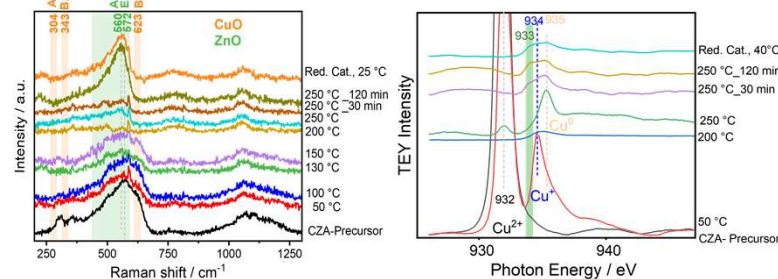 304 A
343 B
560 A
572 E
623 B
CuO
ZnO
Red. Cat., 25 °C
250 °C_120 min
250 °C_30 min
250 °C
200 °C
150 °C
130 °C
100 °C
50 °C
CZA-Precursor
Intensity / a.u.
250 500 750 1000 1250
Raman shift / cm-1
934
935
933
Red. Cat., 40°C
250 °C_120 min
250 °C_30 min
250 °C
200 °C
50 °C
CZA- Precursor
Cu0
Cu+
932
Cu2+
TEY Intensity
930 940
Photon Energy / eV